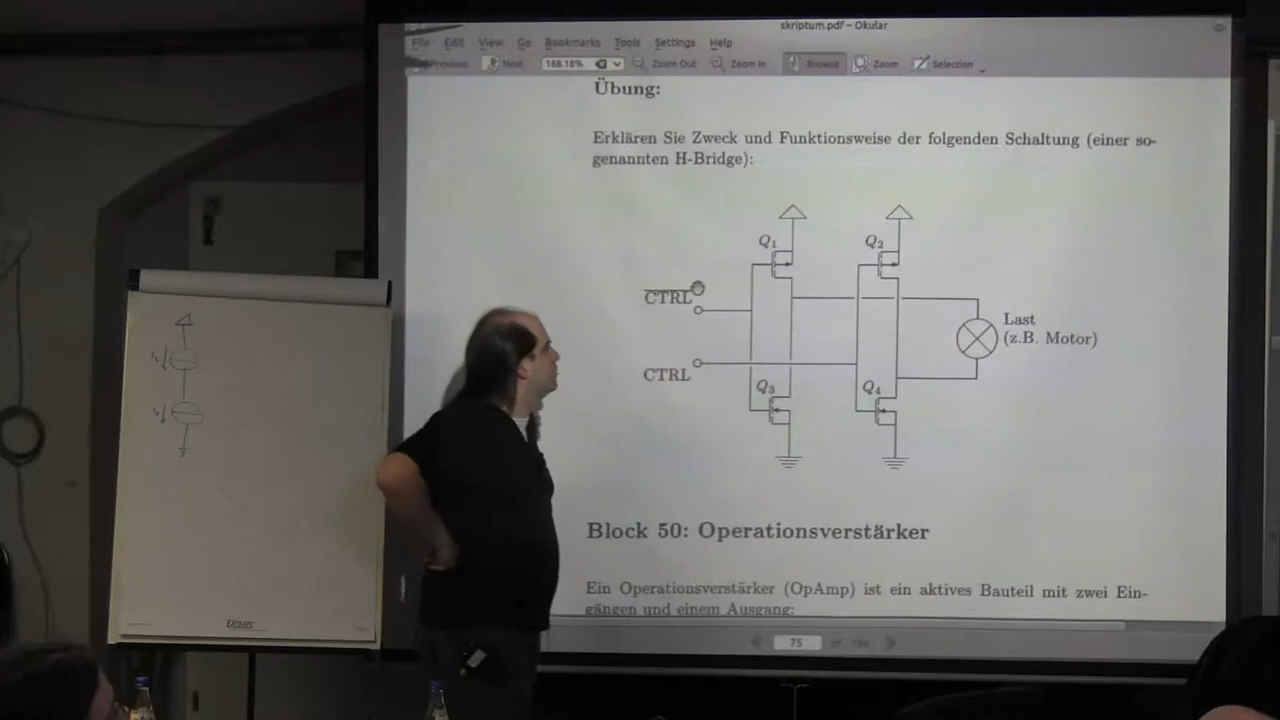 skriptum.pdf – Okular
File Edit View Go Bookmarks Tools Settings Help
Previous Next 188.18% Zoom Out Zoom In Browse Zoom Selection
Übung:
Erklären Sie Zweck und Funktionsweise der folgenden Schaltung (einer so-
genannten H-Bridge):
Q1 Q2
CTRL
Last
(z.B. Motor)
CTRL
Q3 Q4
Block 50: Operationsverstärker
Ein Operationsverstärker (OpAmp) ist ein aktives Bauteil mit zwei Ein-
gängen und einem Ausgang:
75 of
Ursus